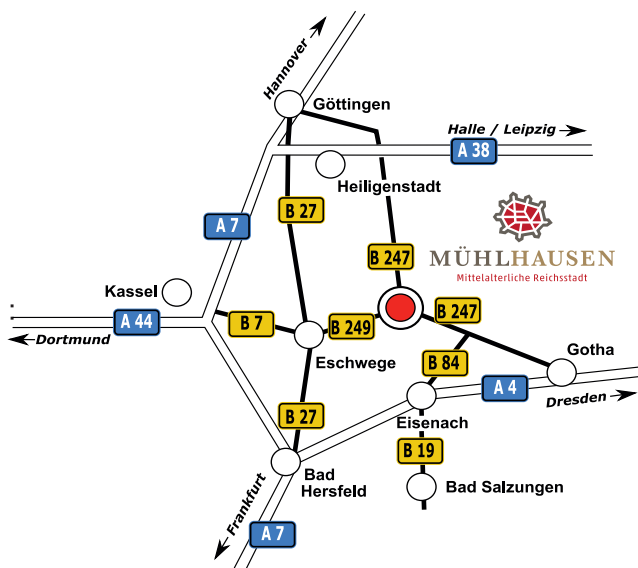 Hannover
Göttingen
Halle / Leipzig
A 38
Heiligenstadt
B 27
A 7
B 247
MÜHLHAUSEN
Mittelalterliche Reichsstadt
Kassel
A 44
Dortmund
B 7
B 249
B 247
Eschwege
B 84
Gotha
A 4
Dresden
B 27
Eisenach
B 19
Bad
Hersfeld
Bad Salzungen
Frankfurt
A 7